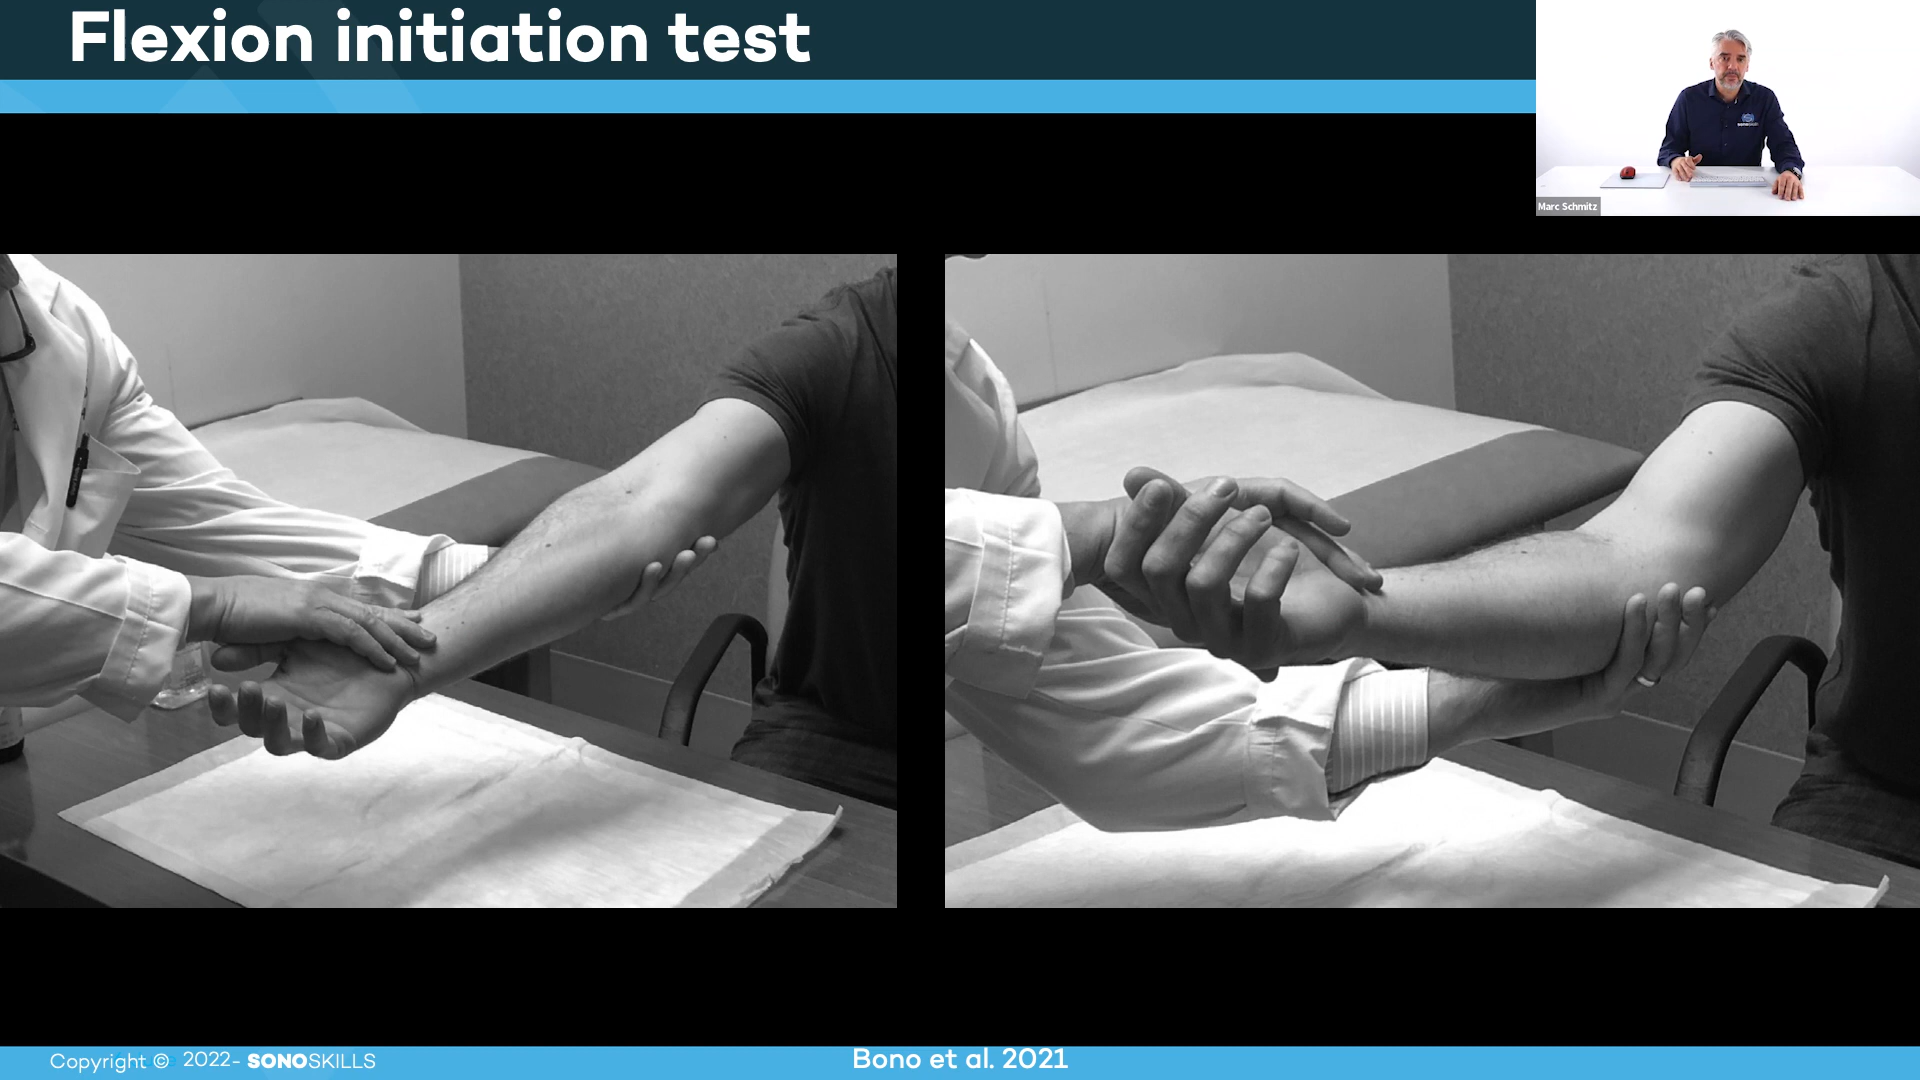 Flexion initiation test
Marc Schmitz
Copyright © 2022- SONOSKILLS
Bono et al. 2021